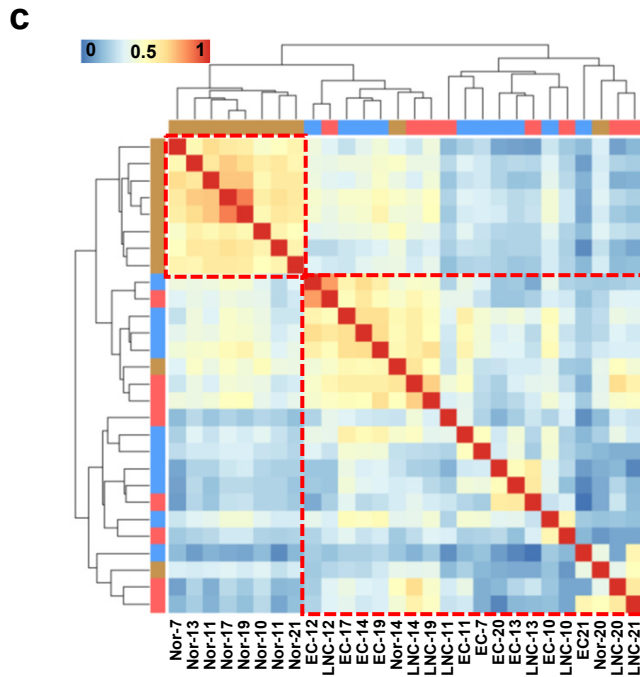 C
0 0.5 1
Nor-7
Nor-13
Nor-11
Nor-17
Nor-19
Nor-10
Nor-11
Nor-21
EC-12
LNC-12
EC-17
EC-14
EC-19
Nor-14
LNC-14
LNC-19
LNC-11
EC-11
EC-7
EC-20
EC-13
LNC-13
EC-10
LNC-10
EC21
Nor-20
LNC-20
LNC-21